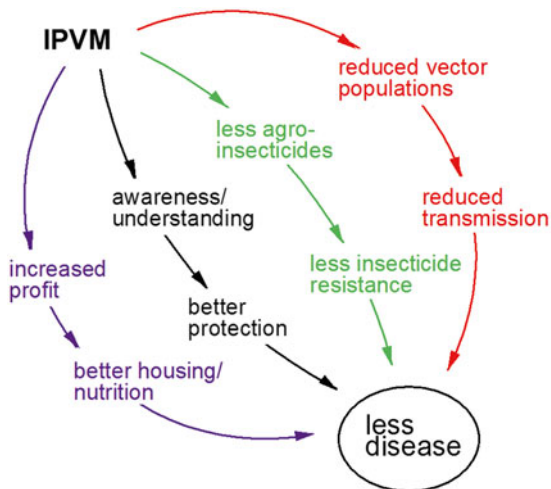 IPVM
reduced vector
populations
less agro-
insecticides
awareness/
understanding
reduced
transmission
increased
profit
less insecticide
resistance
better
protection
better housing/
nutrition
less
disease